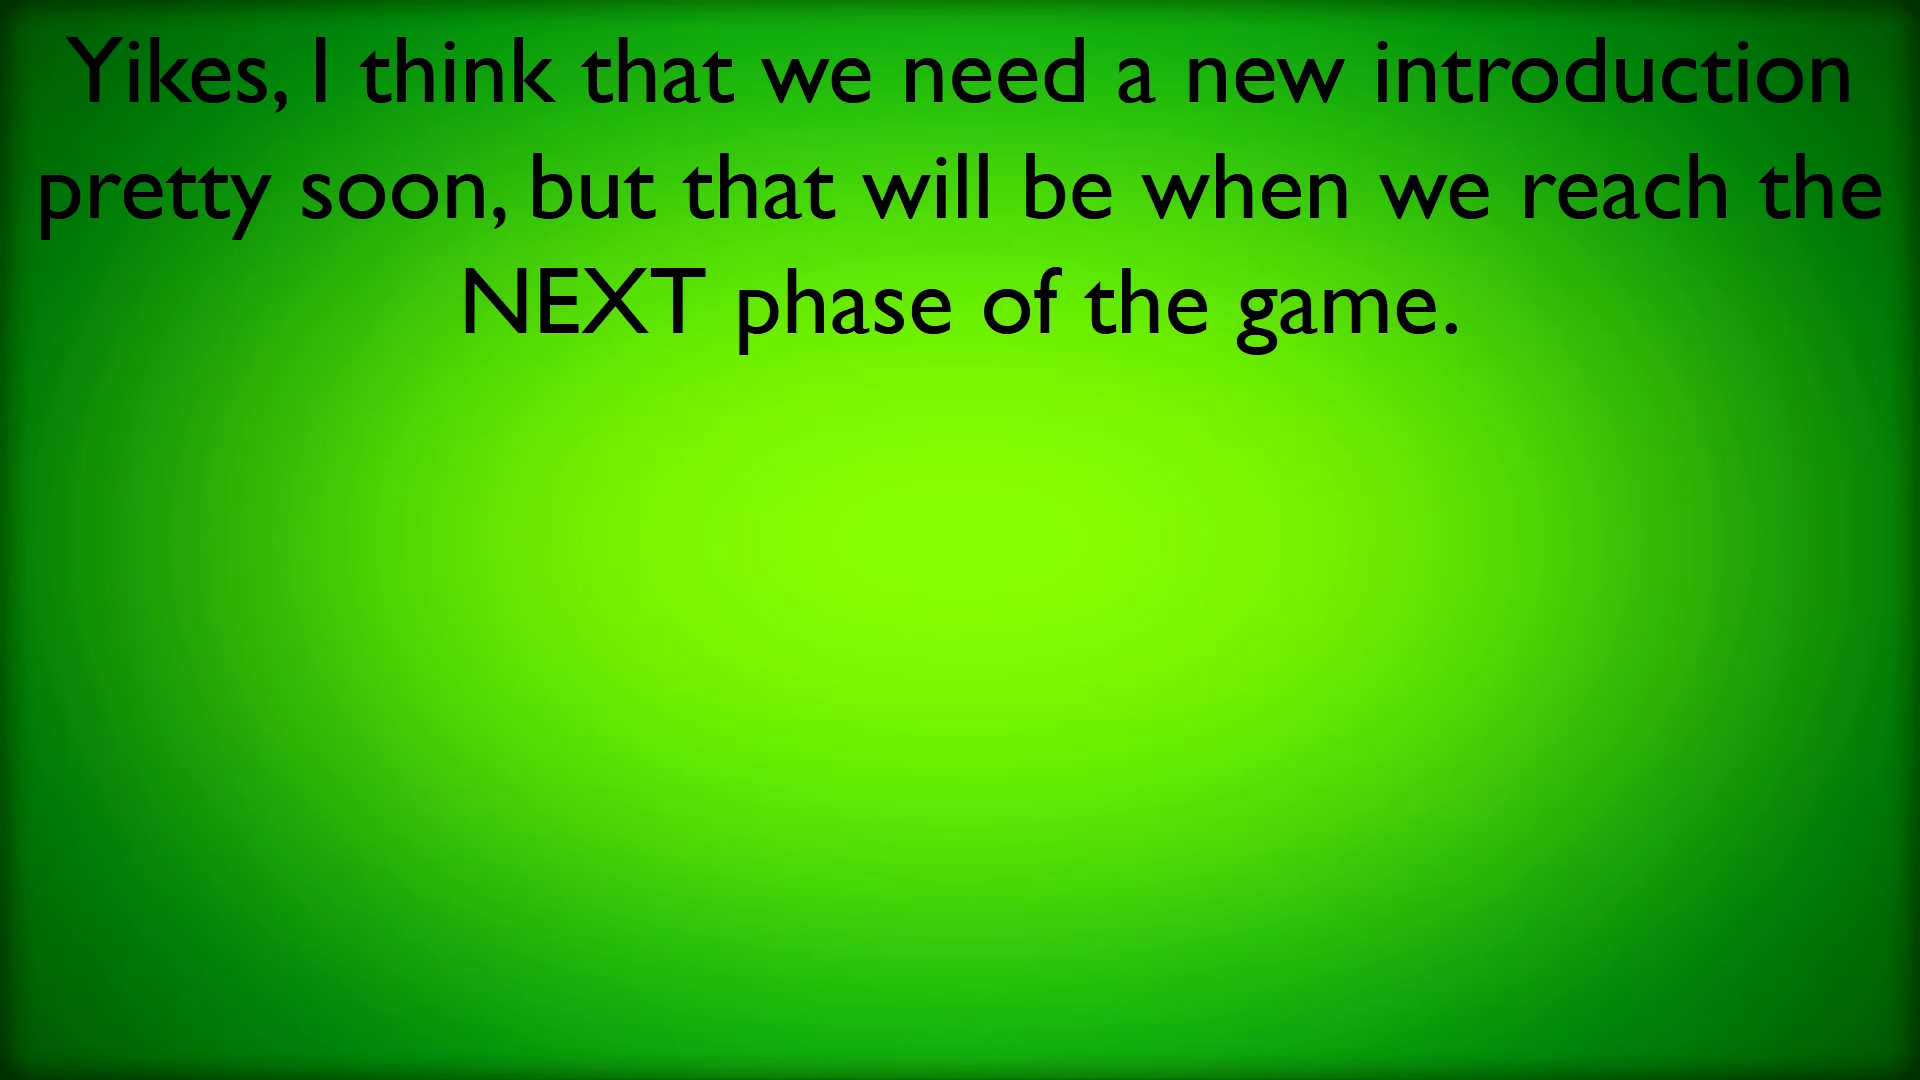 Yikes, I think that we need a new introduction
pretty soon, but that will be when we reach the
NEXT phase of the game.